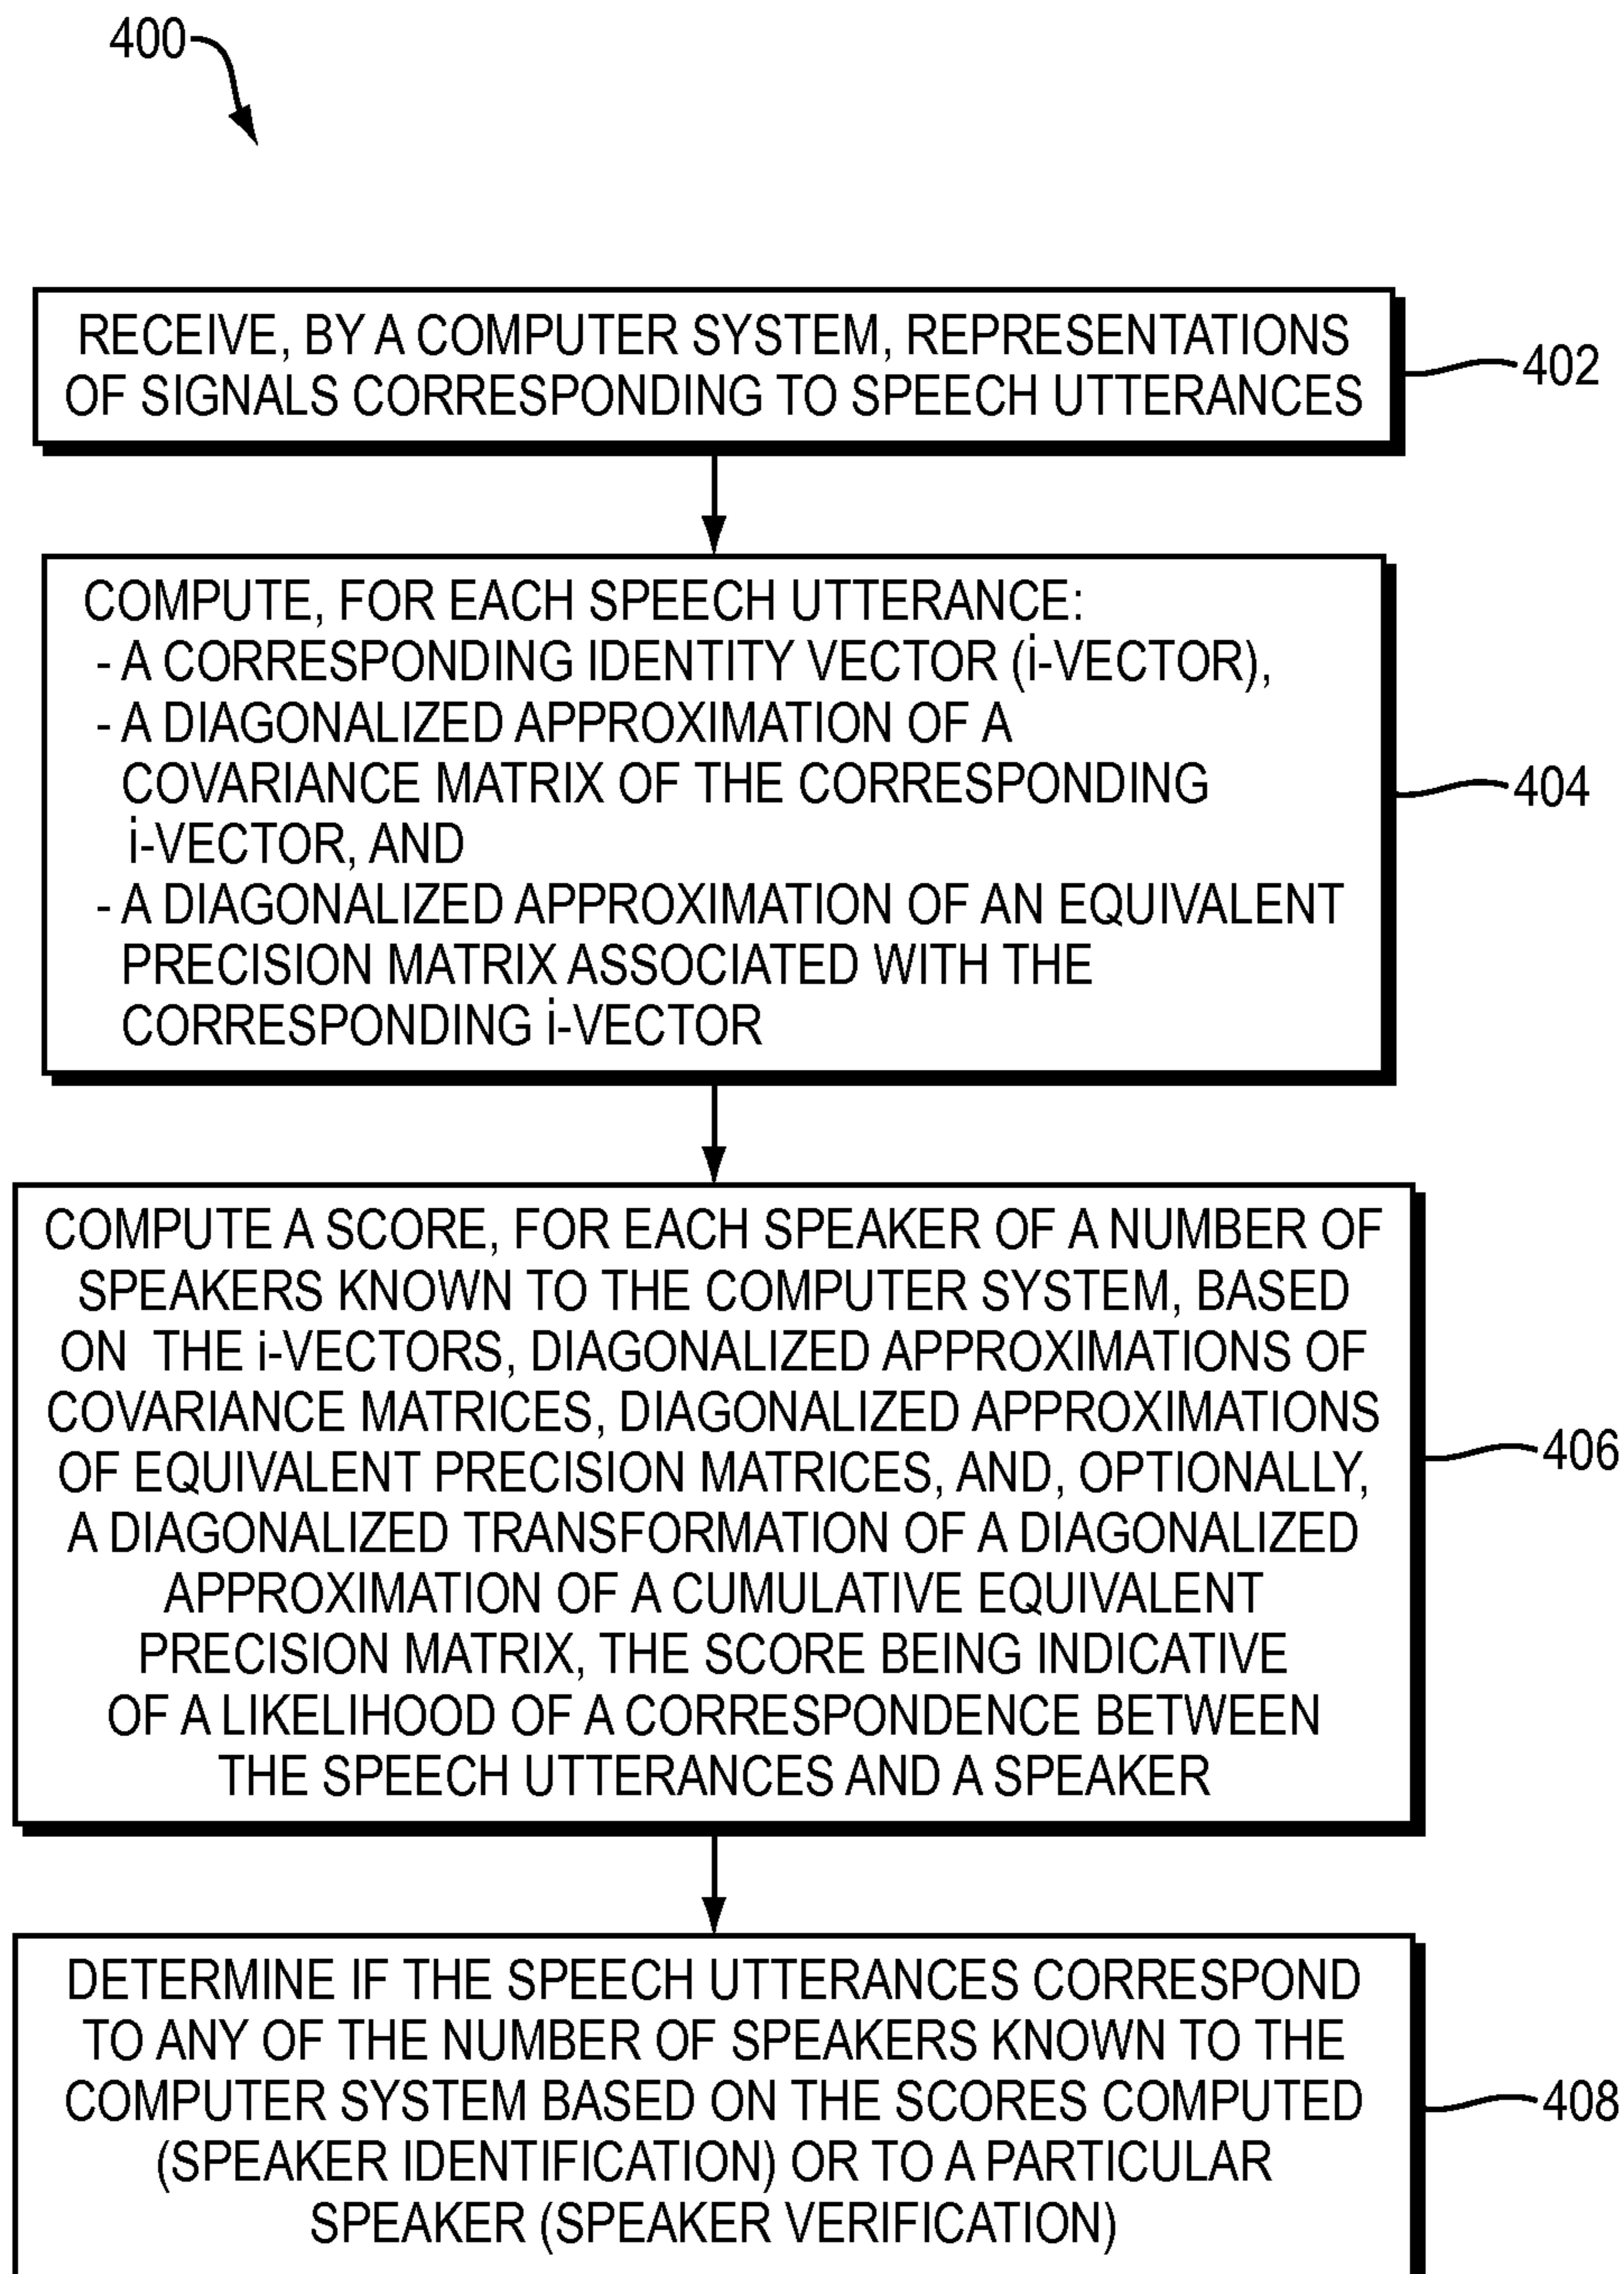 400
RECEIVE, BY A COMPUTER SYSTEM, REPRESENTATIONS
OF SIGNALS CORRESPONDING TO SPEECH UTTERANCES
402
COMPUTE, FOR EACH SPEECH UTTERANCE:
- A CORRESPONDING IDENTITY VECTOR (i-VECTOR),
- A DIAGONALIZED APPROXIMATION OF A
COVARIANCE MATRIX OF THE CORRESPONDING
i-VECTOR, AND
- A DIAGONALIZED APPROXIMATION OF AN EQUIVALENT
PRECISION MATRIX ASSOCIATED WITH THE
CORRESPONDING i-VECTOR
404
COMPUTE A SCORE, FOR EACH SPEAKER OF A NUMBER OF
SPEAKERS KNOWN TO THE COMPUTER SYSTEM, BASED
ON THE i-VECTORS, DIAGONALIZED APPROXIMATIONS OF
COVARIANCE MATRICES, DIAGONALIZED APPROXIMATIONS
OF EQUIVALENT PRECISION MATRICES, AND, OPTIONALLY,
A DIAGONALIZED TRANSFORMATION OF A DIAGONALIZED
APPROXIMATION OF A CUMULATIVE EQUIVALENT
PRECISION MATRIX, THE SCORE BEING INDICATIVE
OF A LIKELIHOOD OF A CORRESPONDENCE BETWEEN
THE SPEECH UTTERANCES AND A SPEAKER
406
DETERMINE IF THE SPEECH UTTERANCES CORRESPOND
TO ANY OF THE NUMBER OF SPEAKERS KNOWN TO THE
COMPUTER SYSTEM BASED ON THE SCORES COMPUTED
(SPEAKER IDENTIFICATION) OR TO A PARTICULAR
SPEAKER (SPEAKER VERIFICATION)
408